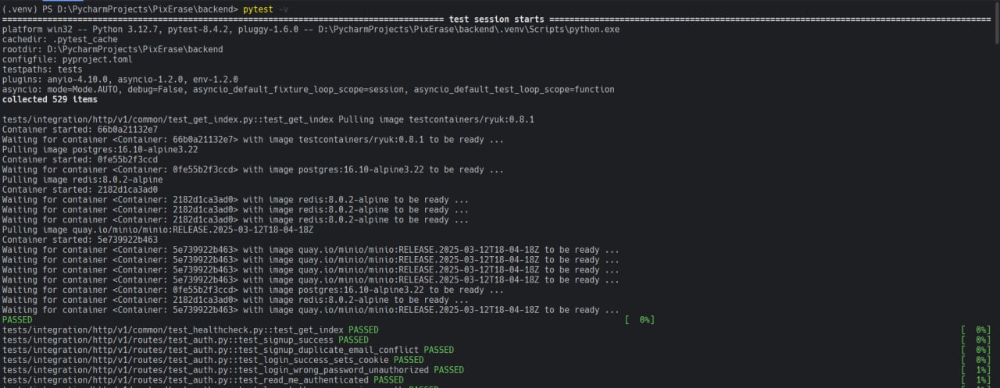 (.venv) PS D:\PycharmProjects\PixErase\backend> pytest -v
============================== test session starts ==============================
platform win32 -- Python 3.12.7, pytest-8.4.2, pluggy-1.6.0 -- D:\PycharmProjects\PixErase\backend\.venv\Scripts\python.exe
cachedir: .pytest_cache
rootdir: D:\PycharmProjects\PixErase\backend
configfile: pyproject.toml
testpaths: tests
plugins: anyio-4.10.0, asyncio-1.2.0, env-1.2.0
asyncio: mode=Mode.AUTO, debug=False, asyncio_default_fixture_loop_scope=session, asyncio_default_test_loop_scope=function
collected 529 items
tests/integration/http/v1/common/test_get_index.py::test_get_index Pulling image testcontainers/ryuk:0.8.1
Container started: 66b0a21132e7
Waiting for container <Container: 66b0a21132e7> with image testcontainers/ryuk:0.8.1 to be ready ...
Pulling image postgres:16.10-alpine3.22
Container started: 0fe55b2f3ccd
Waiting for container <Container: 0fe55b2f3ccd> with image postgres:16.10-alpine3.22 to be ready ...
Pulling image redis:8.0.2-alpine
Container started: 2182d1ca3ad0
Waiting for container <Container: 2182d1ca3ad0> with image redis:8.0.2-alpine to be ready ...
Waiting for container <Container: 2182d1ca3ad0> with image redis:8.0.2-alpine to be ready ...
Waiting for container <Container: 2182d1ca3ad0> with image redis:8.0.2-alpine to be ready ...
Pulling image quay.io/minio/minio:RELEASE.2025-03-12T18-04-18Z
Container started: 5e739922b463
Waiting for container <Container: 5e739922b463> with image quay.io/minio/minio:RELEASE.2025-03-12T18-04-18Z to be ready ...
Waiting for container <Container: 5e739922b463> with image quay.io/minio/minio:RELEASE.2025-03-12T18-04-18Z to be ready ...
Waiting for container <Container: 5e739922b463> with image quay.io/minio/minio:RELEASE.2025-03-12T18-04-18Z to be ready ...
Waiting for container <Container: 5e739922b463> with image quay.io/minio/minio:RELEASE.2025-03-12T18-04-18Z to be ready ...
Waiting for container <Container: 0fe55b2f3ccd> with image postgres:16.10-alpine3.22 to be ready ...
Waiting for container <Container: 2182d1ca3ad0> with image redis:8.0.2-alpine to be ready ...
Waiting for container <Container: 5e739922b463> with image quay.io/minio/minio:RELEASE.2025-03-12T18-04-18Z to be ready ...
PASSED [  0%]
tests/integration/http/v1/common/test_healthcheck.py::test_get_index PASSED [  0%]
tests/integration/http/v1/routes/test_auth.py::test_signup_success PASSED [  0%]
tests/integration/http/v1/routes/test_auth.py::test_signup_duplicate_email_conflict PASSED [  0%]
tests/integration/http/v1/routes/test_auth.py::test_login_success_sets_cookie PASSED [  0%]
tests/integration/http/v1/routes/test_auth.py::test_login_wrong_password_unauthorized PASSED [  1%]
tests/integration/http/v1/routes/test_auth.py::test_read_me_authenticated PASSED [  1%]